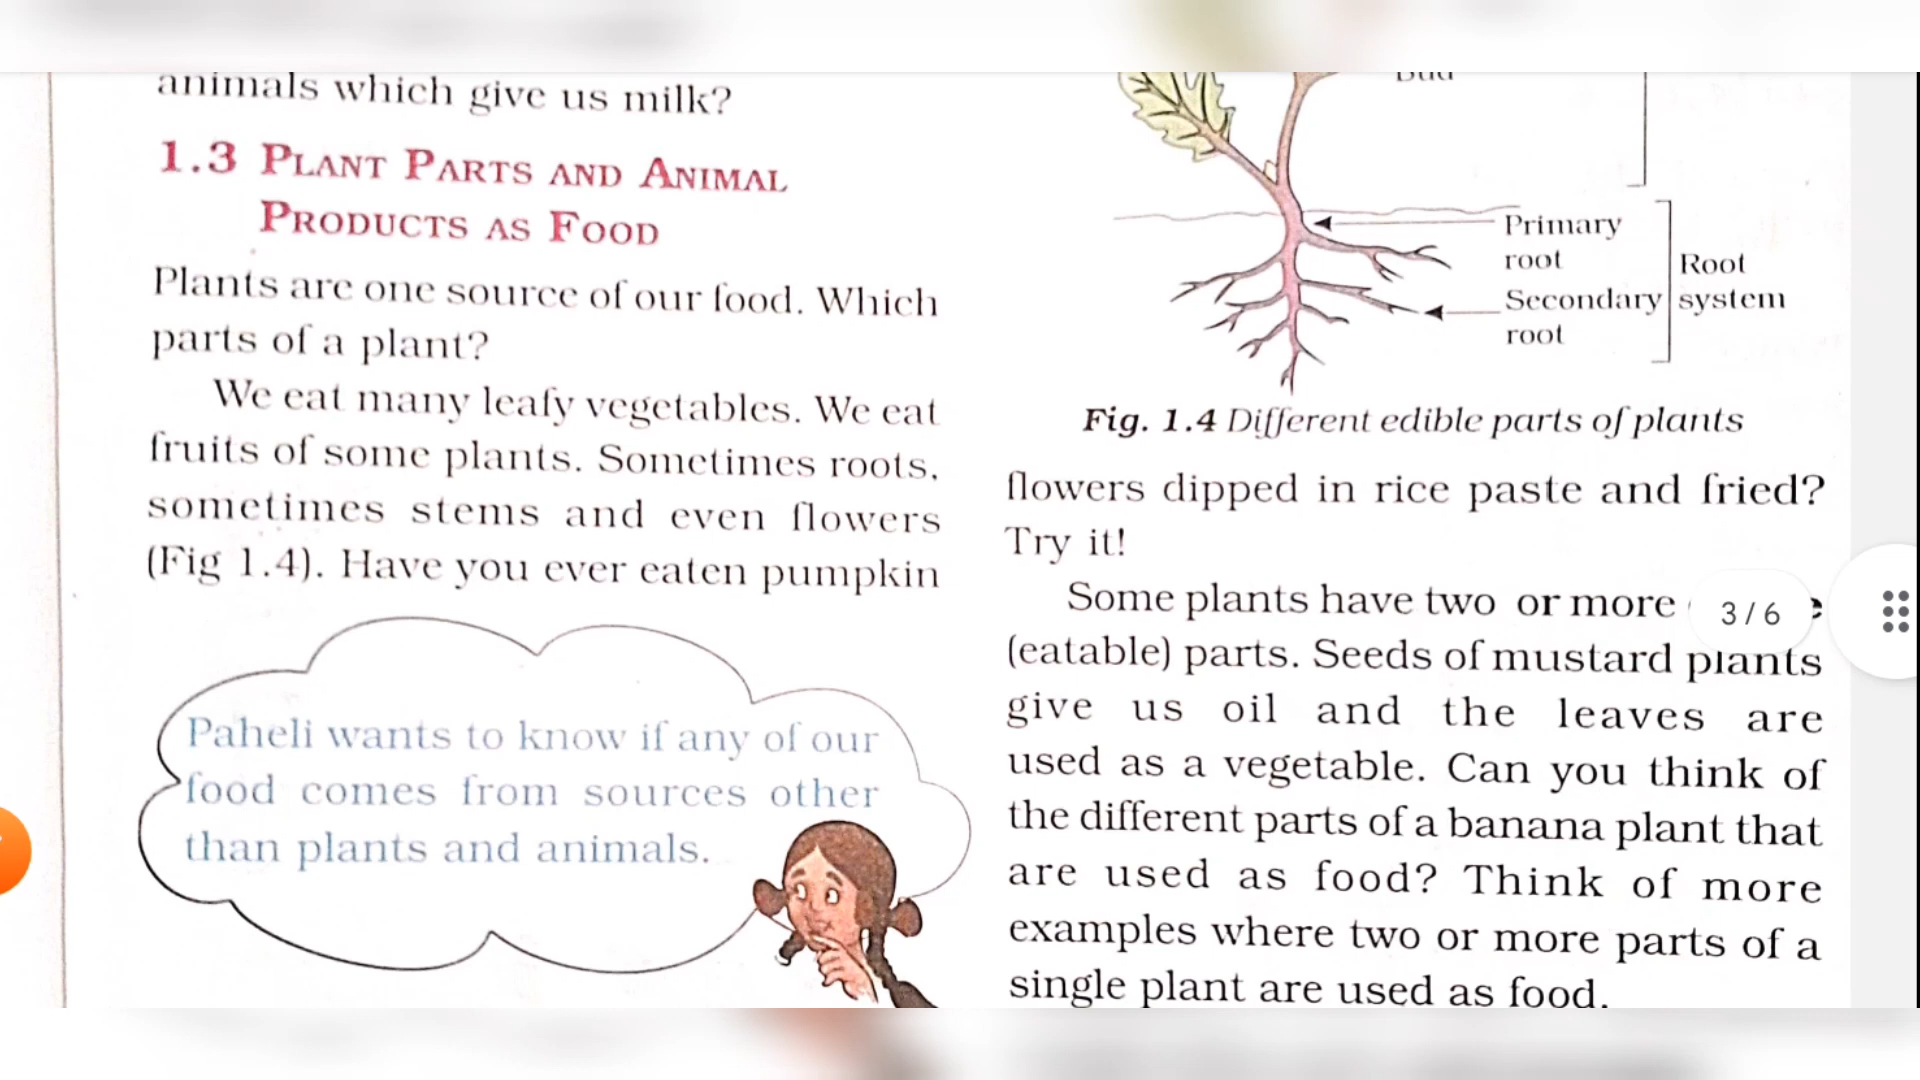 animals which give us milk?
1.3 PLANT PARTS AND ANIMAL
PRODUCTS AS FOOD
Plants are one source of our food. Which
parts of a plant?
We eat many leafy vegetables. We eat
fruits of some plants. Sometimes roots,
sometimes stems and even flowers
(Fig 1.4). Have you ever eaten pumpkin
Paheli wants to know if any of our
food comes from sources other
than plants and animals.
Bud
Primary
root
Secondary
root
Root
system
Fig. 1.4 Different edible parts of plants
flowers dipped in rice paste and fried?
Try it!
Some plants have two or more
(eatable) parts. Seeds of mustard plants
give us oil and the leaves are
used as a vegetable. Can you think of
the different parts of a banana plant that
are used as food? Think of more
examples where two or more parts of a
single plant are used as food.
3 / 6